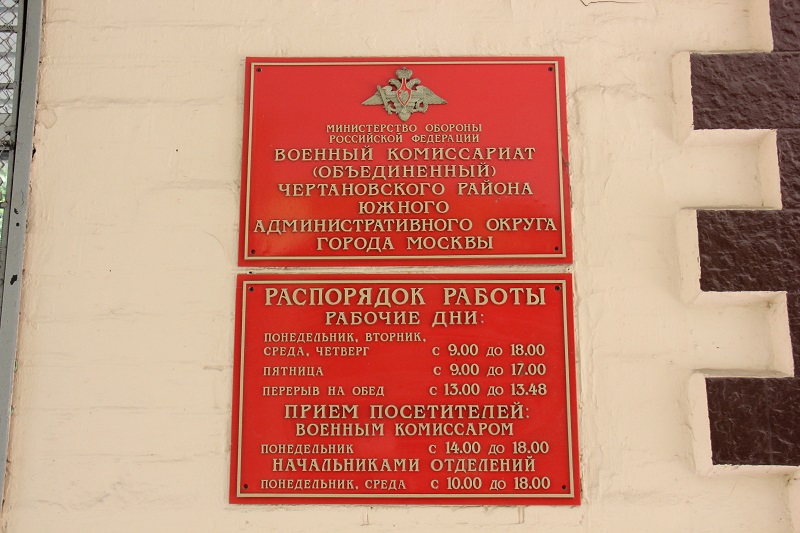 МИНИСТЕРСТВО ОБОРОНЫ
РОССИЙСКОЙ ФЕДЕРАЦИИ
ВОЕННЫЙ КОМИССАРИАТ
(ОБЪЕДИНЕННЫЙ)
ЧЕРТАНОВСКОГО РАЙОНА
ЮЖНОГО
АДМИНИСТРАТИВНОГО ОКРУГА
ГОРОДА МОСКВЫ
РАСПОРЯДОК РАБОТЫ
РАБОЧИЕ ДНИ:
ПОНЕДЕЛЬНИК, ВТОРНИК,
СРЕДА, ЧЕТВЕРГ С 9.00 ДО 18.00
ПЯТНИЦА С 9.00 ДО 17.00
ПЕРЕРЫВ НА ОБЕД С 13.00 ДО 13.48
ПРИЕМ ПОСЕТИТЕЛЕЙ:
ВОЕННЫМ КОМИССАРОМ
ПОНЕДЕЛЬНИК С 14.00 ДО 18.00
НАЧАЛЬНИКАМИ ОТДЕЛЕНИЙ
ПОНЕДЕЛЬНИК, СРЕДА С 10.00 ДО 18.00